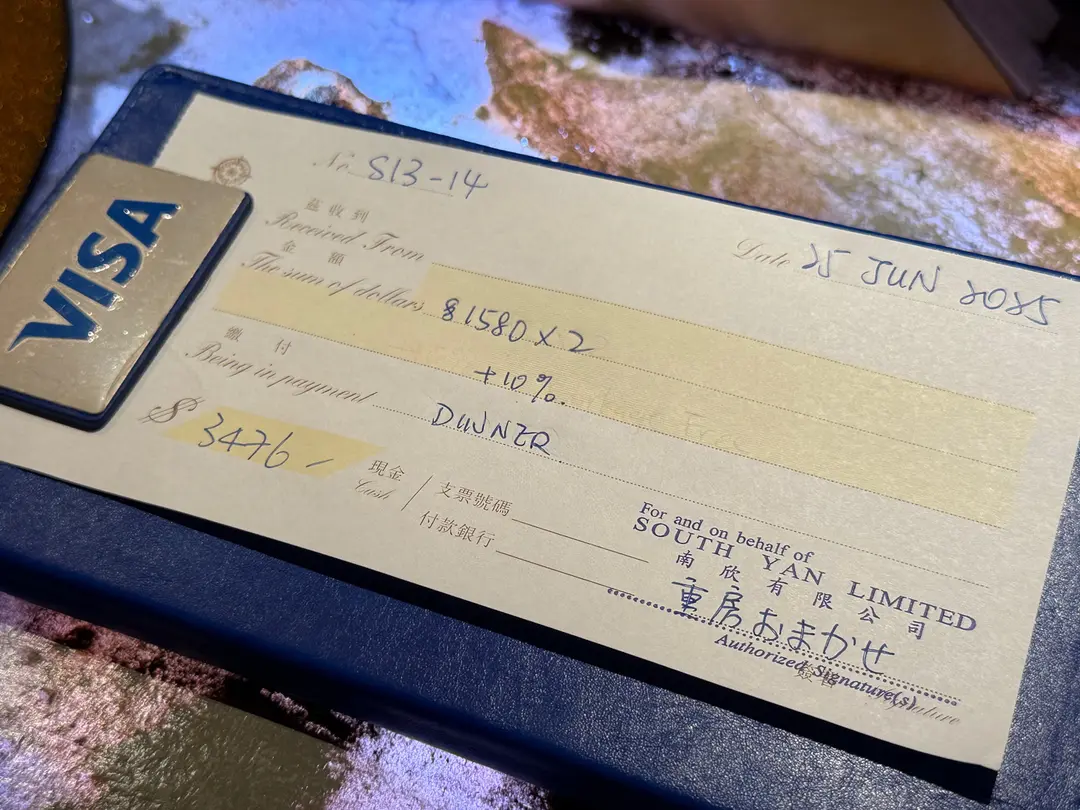 VISA
No. S13-14
Date 25 JUN 2025
茲收到
Received From
金額
The sum of dollars $1580 X 2
+10%.
繳付
Being in payment DINNER
$ 3476 –
現金
Cash
支票號碼
付款銀行
For and on behalf of
SOUTH YAN LIMITED
南欣有限公司
重房おまかせ
Authorized Signature(s)